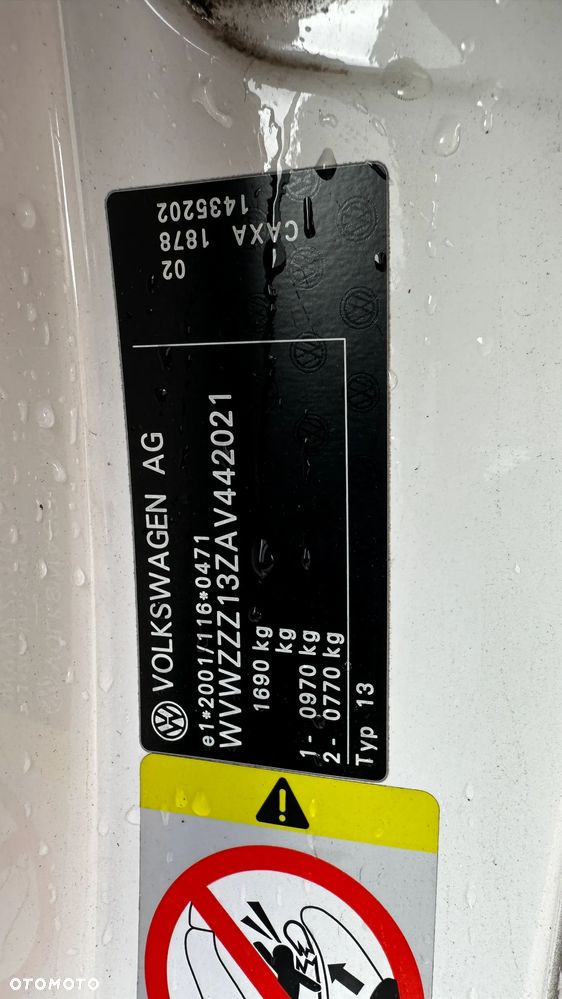 VOLKSWAGEN AG
e1*2001/116*0471
WVWZZZ13ZAV442021
1690 kg
kg
1- 0970 kg
2- 0770 kg
Typ 13
02
CAXA 1878
1435202
OTOMOTO